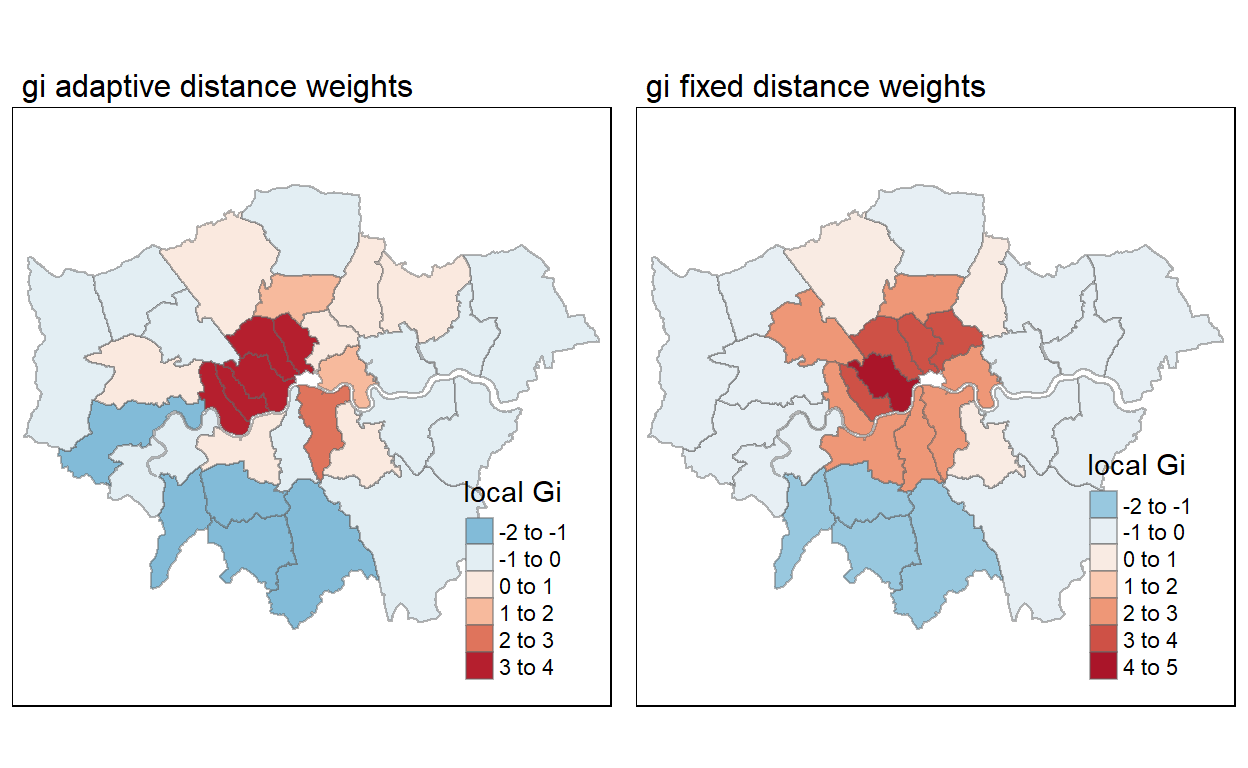 gi adaptive distance weights
local Gi
-2 to -1
-1 to 0
0 to 1
1 to 2
2 to 3
3 to 4
gi fixed distance weights
local Gi
-2 to -1
-1 to 0
0 to 1
1 to 2
2 to 3
3 to 4
4 to 5